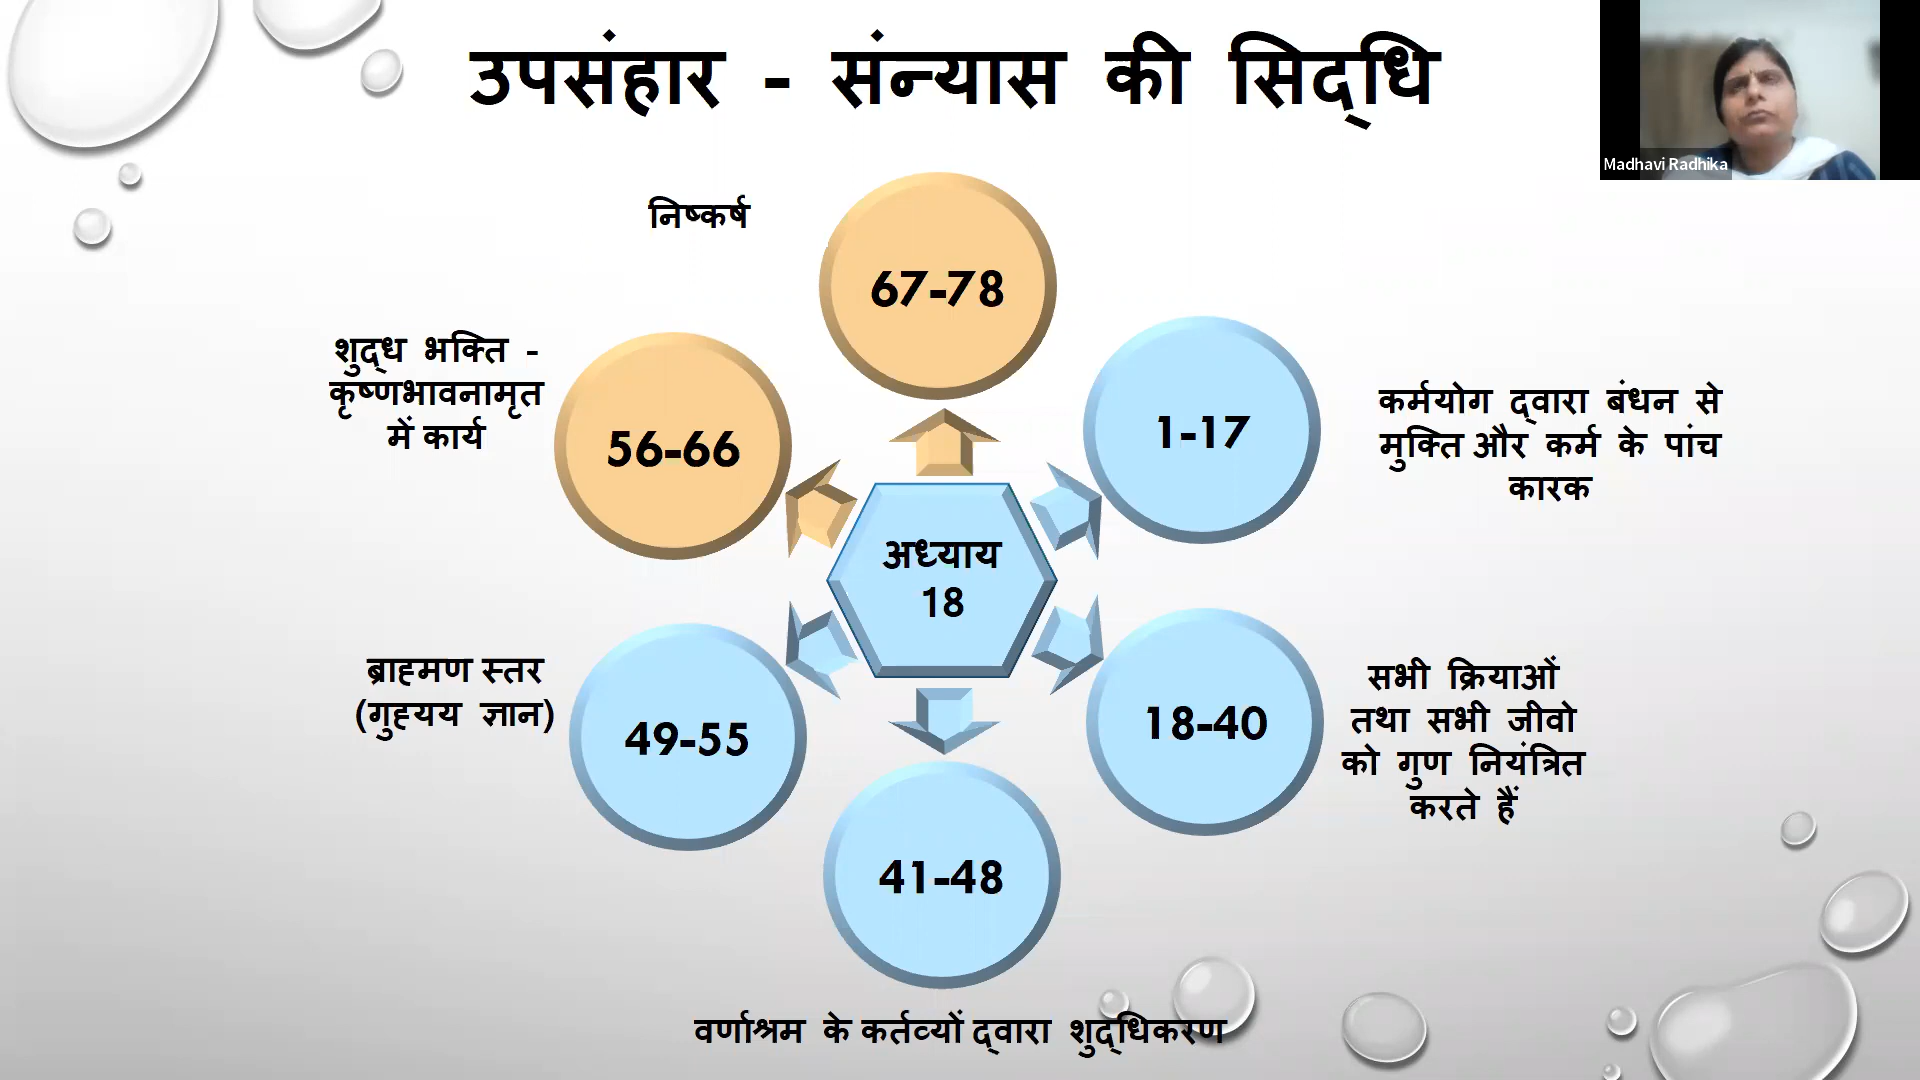 उपसंहार - संन्यास की सिद्धि
Madhavi Radhika
निष्कर्ष
67-78
शुद्ध भक्ति -
कृष्णभावनामृत
में कार्य
56-66
1-17
कर्मयोग द्वारा बंधन से
मुक्ति और कर्म के पांच
कारक
अध्याय
18
ब्राह्मण स्तर
(गुह्यय ज्ञान)
49-55
18-40
सभी क्रियाओं
तथा सभी जीवो
को गुण नियंत्रित
करते हैं
41-48
वर्णाश्रम के कर्तव्यों द्वारा शुद्धिकरण